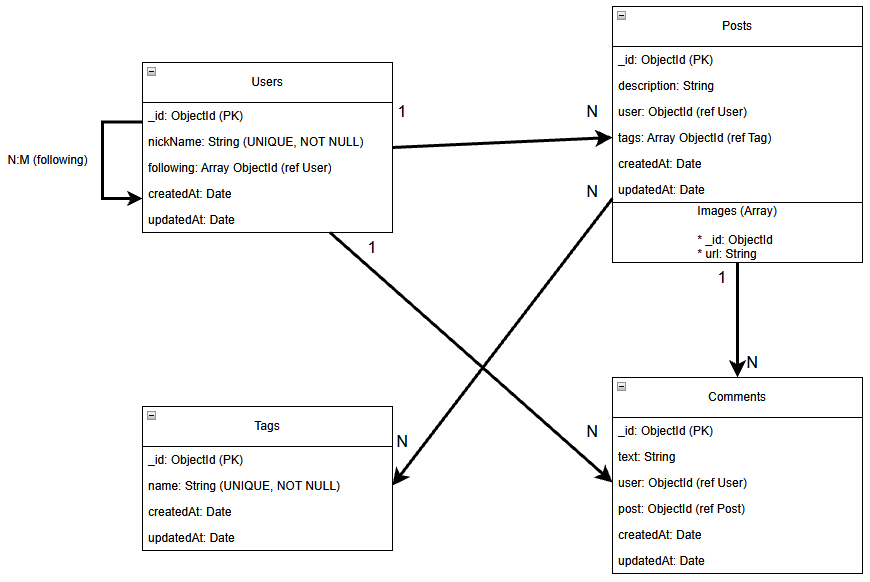 Users
_id: ObjectId (PK)
nickName: String (UNIQUE, NOT NULL)
following: Array ObjectId (ref User)
createdAt: Date
updatedAt: Date
N:M (following)
1
N
Posts
_id: ObjectId (PK)
description: String
user: ObjectId (ref User)
tags: Array ObjectId (ref Tag)
createdAt: Date
updatedAt: Date
Images (Array)
* _id: ObjectId
* url: String
N
1
1
N
N
N
Tags
_id: ObjectId (PK)
name: String (UNIQUE, NOT NULL)
createdAt: Date
updatedAt: Date
Comments
_id: ObjectId (PK)
text: String
user: ObjectId (ref User)
post: ObjectId (ref Post)
createdAt: Date
updatedAt: Date